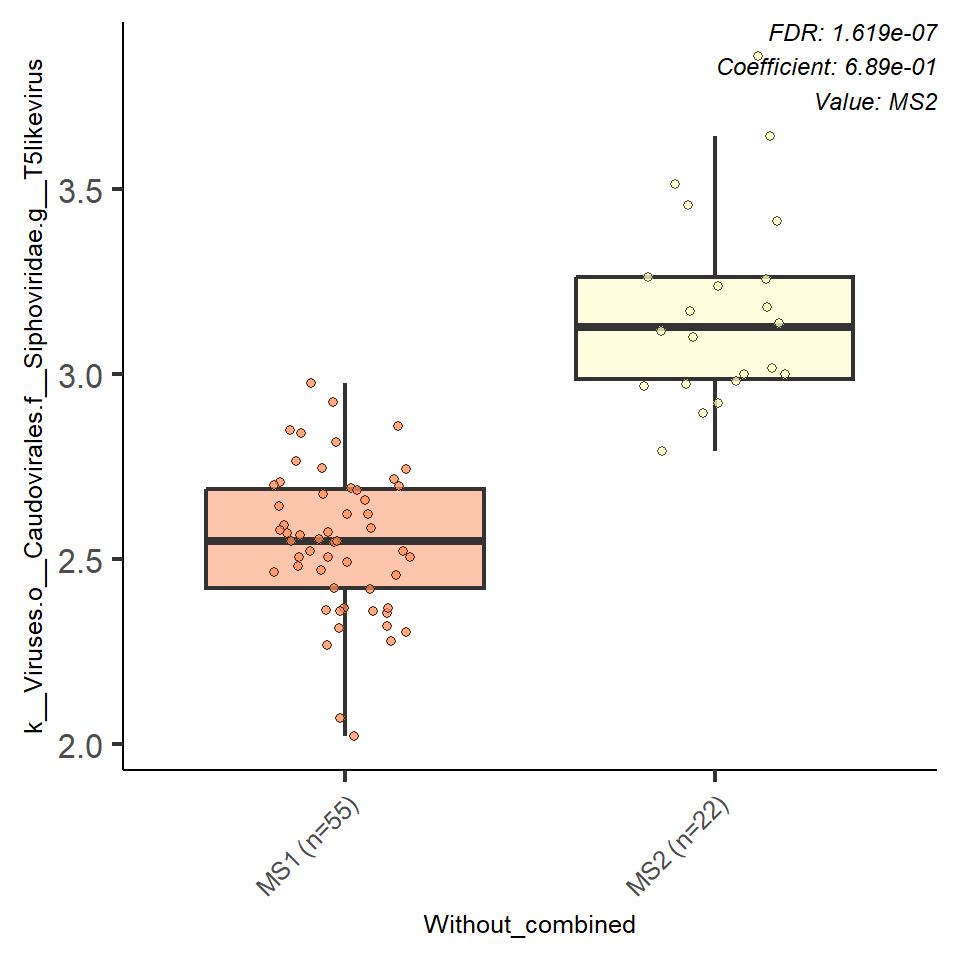 FDR: 1.619e-07
Coefficient: 6.89e-01
Value: MS2
k__Viruses.o__Caudovirales.f__Siphoviridae.g__T5likevirus
3.5
3.0
2.5
2.0
MS1 (n=55)
MS2 (n=22)
Without_combined